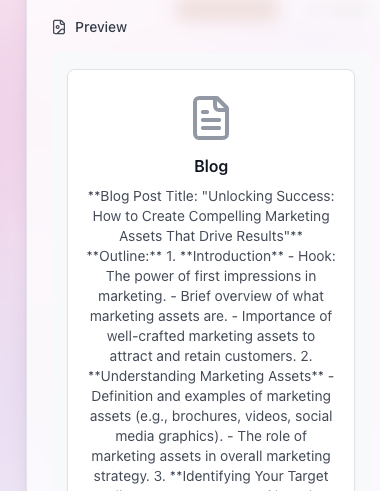 Preview
Blog
**Blog Post Title: "Unlocking Success:
How to Create Compelling Marketing
Assets That Drive Results"**
**Outline:** 1. **Introduction** - Hook:
The power of first impressions in
marketing. - Brief overview of what
marketing assets are. - Importance of
well-crafted marketing assets to
attract and retain customers. 2.
**Understanding Marketing Assets** -
Definition and examples of marketing
assets (e.g., brochures, videos, social
media graphics). - The role of
marketing assets in overall marketing
strategy. 3. **Identifying Your Target